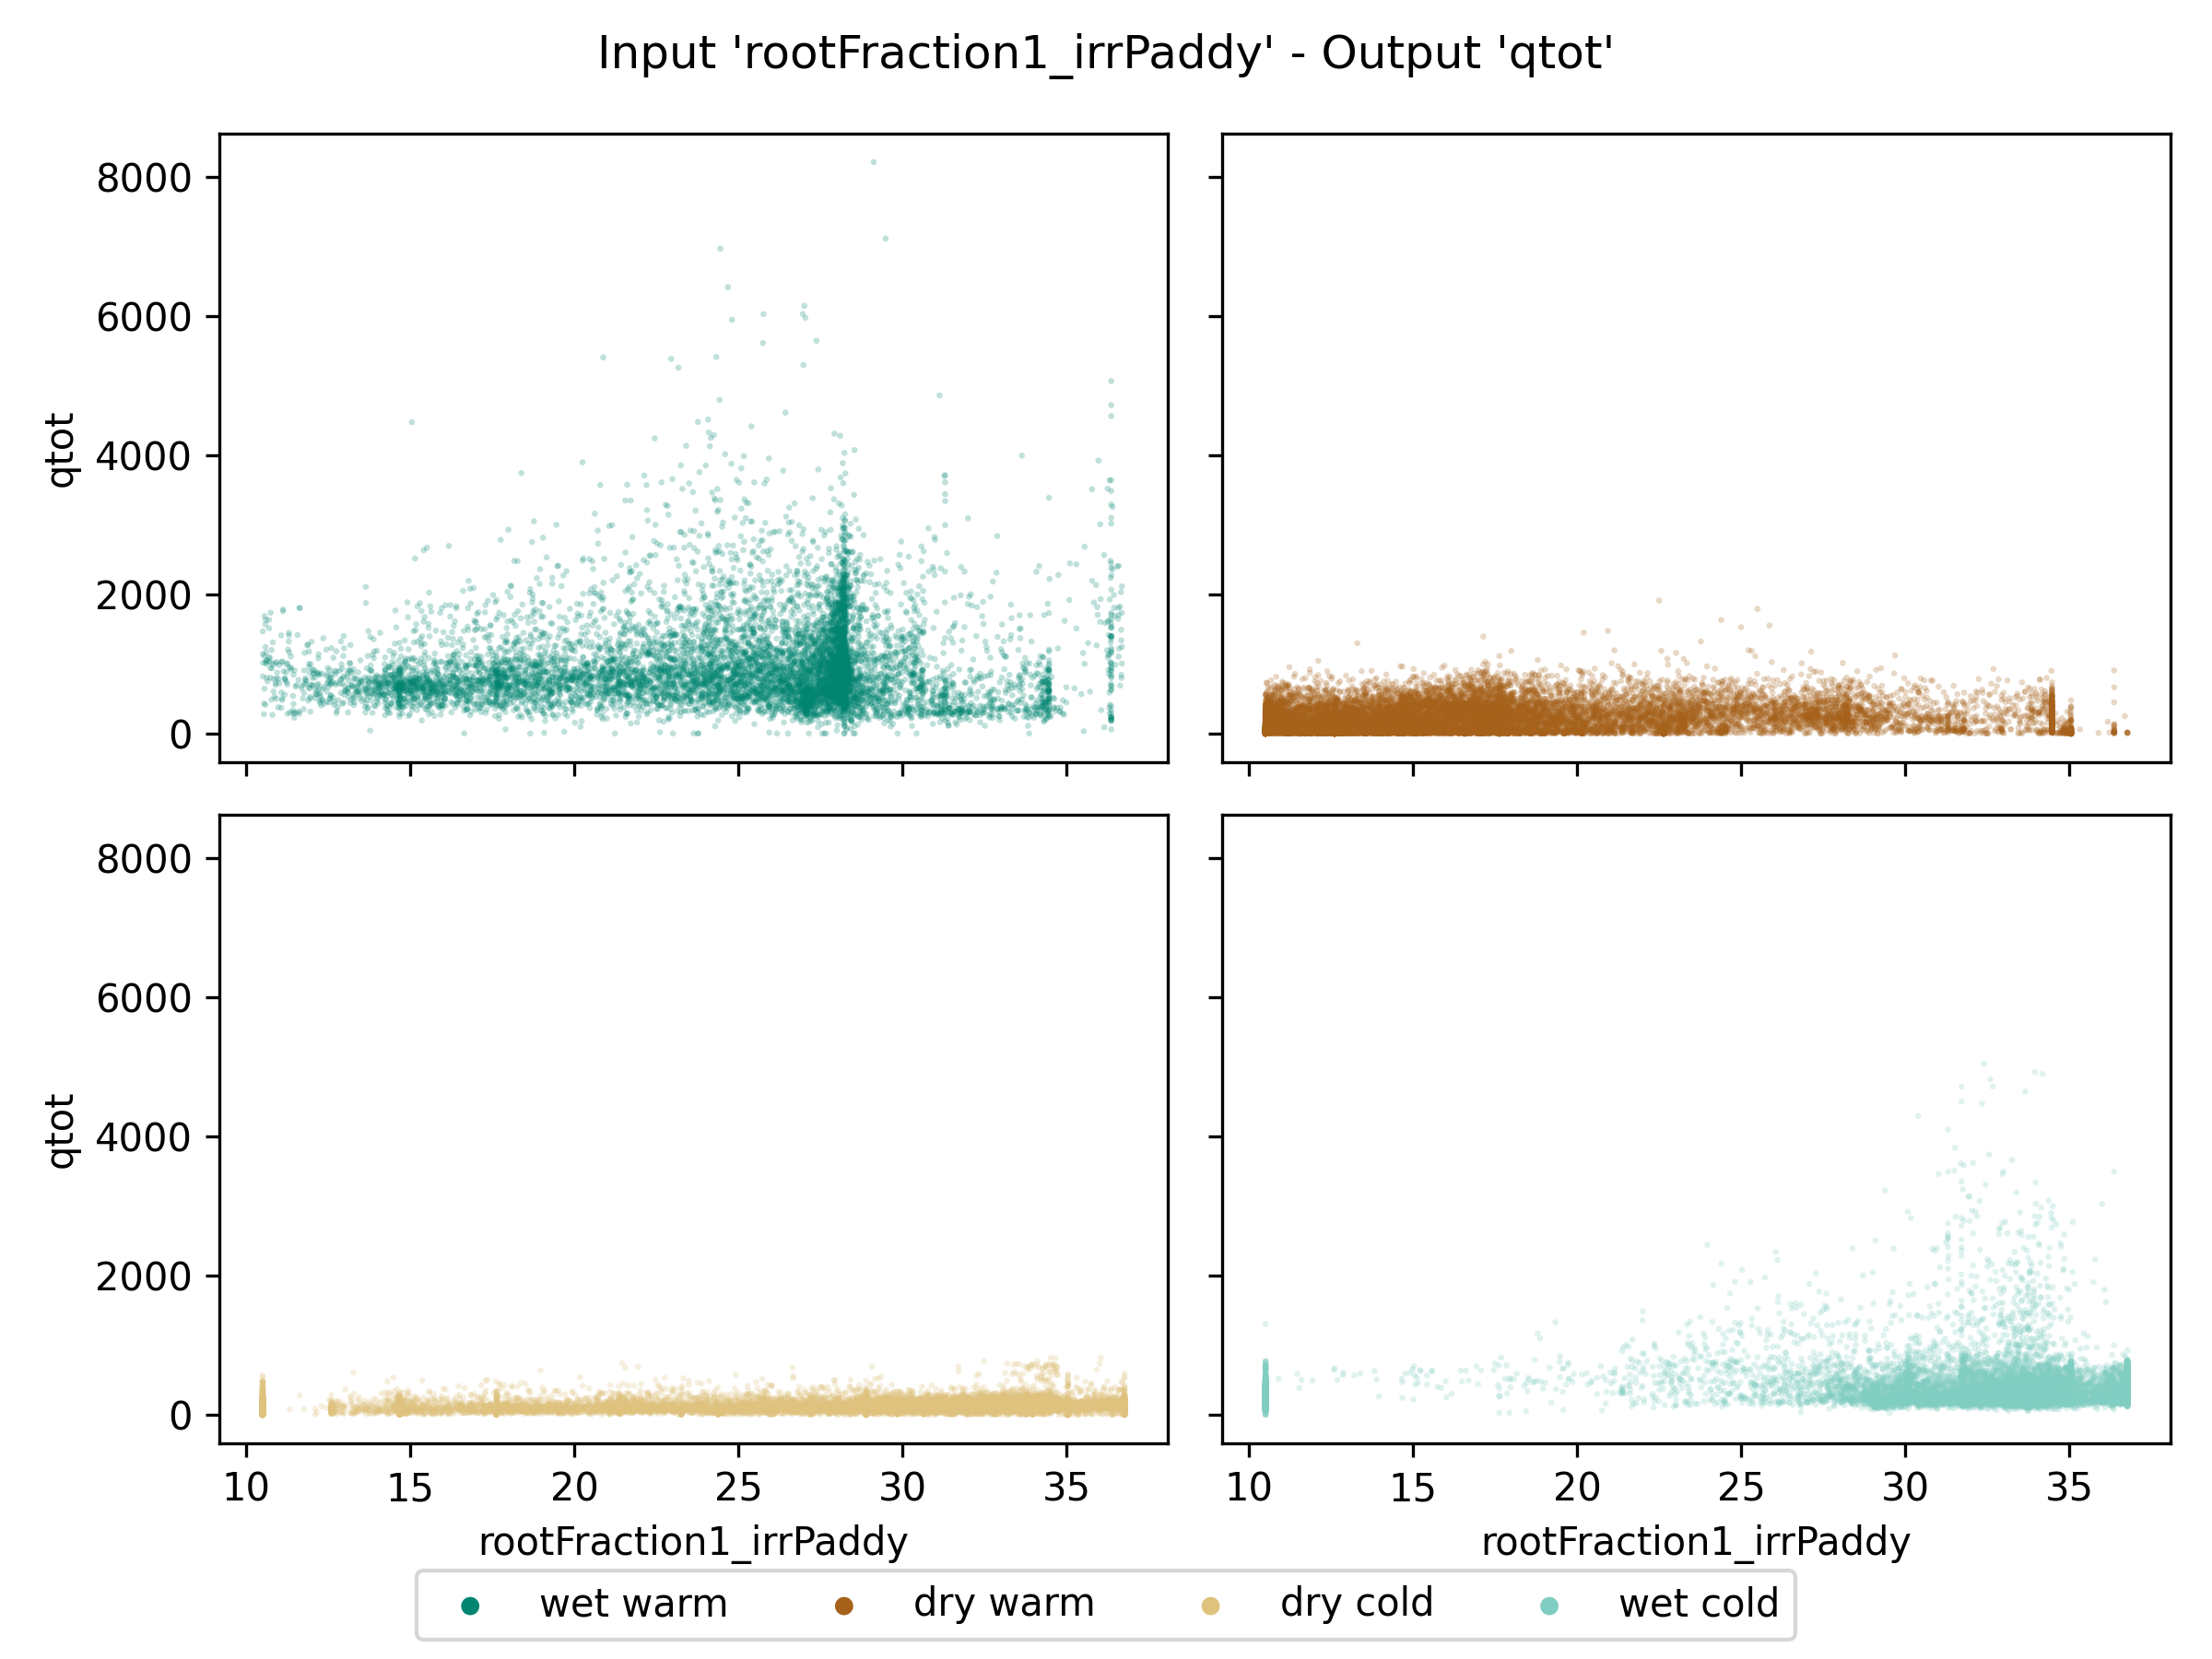 Input 'rootFraction1_irrPaddy' - Output 'qtot'
8000
6000
4000
2000
0
qtot
8000
6000
4000
2000
0
qtot
10 15 20 25 30 35
10 15 20 25 30 35
rootFraction1_irrPaddy
rootFraction1_irrPaddy
wet warm dry warm dry cold wet cold